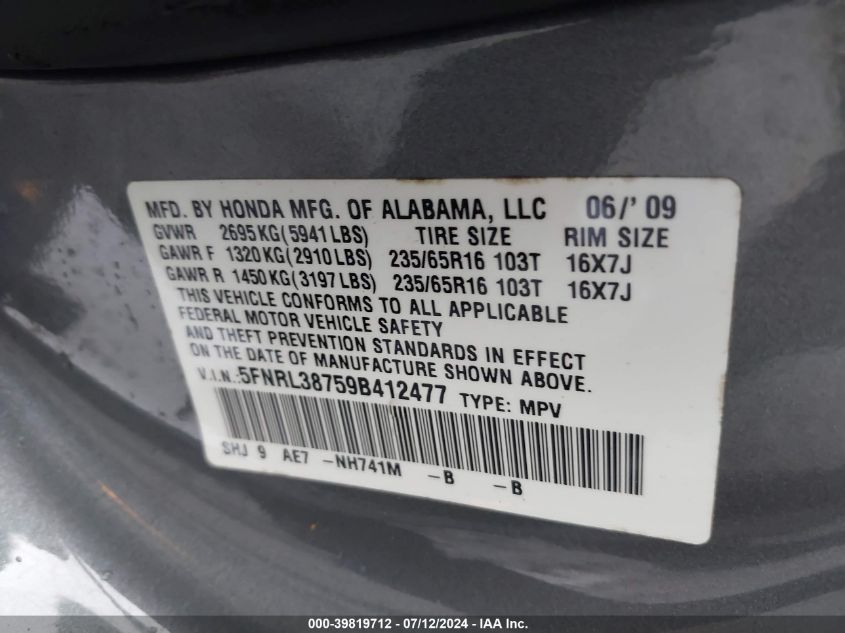 MFD. BY HONDA MFG. OF ALABAMA, LLC 06/' 09
GVWR 2695KG(5941LBS) TIRE SIZE RIM SIZE
GAWR F 1320KG(2910LBS) 235/65R16 103T 16X7J
GAWR R 1450KG(3197LBS) 235/65R16 103T 16X7J
THIS VEHICLE CONFORMS TO ALL APPLICABLE
FEDERAL MOTOR VEHICLE SAFETY
AND THEFT PREVENTION STANDARDS IN EFFECT
ON THE DATE OF MANUFACTURE SHOWN ABOVE.
V.I.N.:5FNRL38759B412477 TYPE: MPV
SHJ 9 AE7 -NH741M -B -B
000-39819712 - 07/12/2024 - IAA Inc.